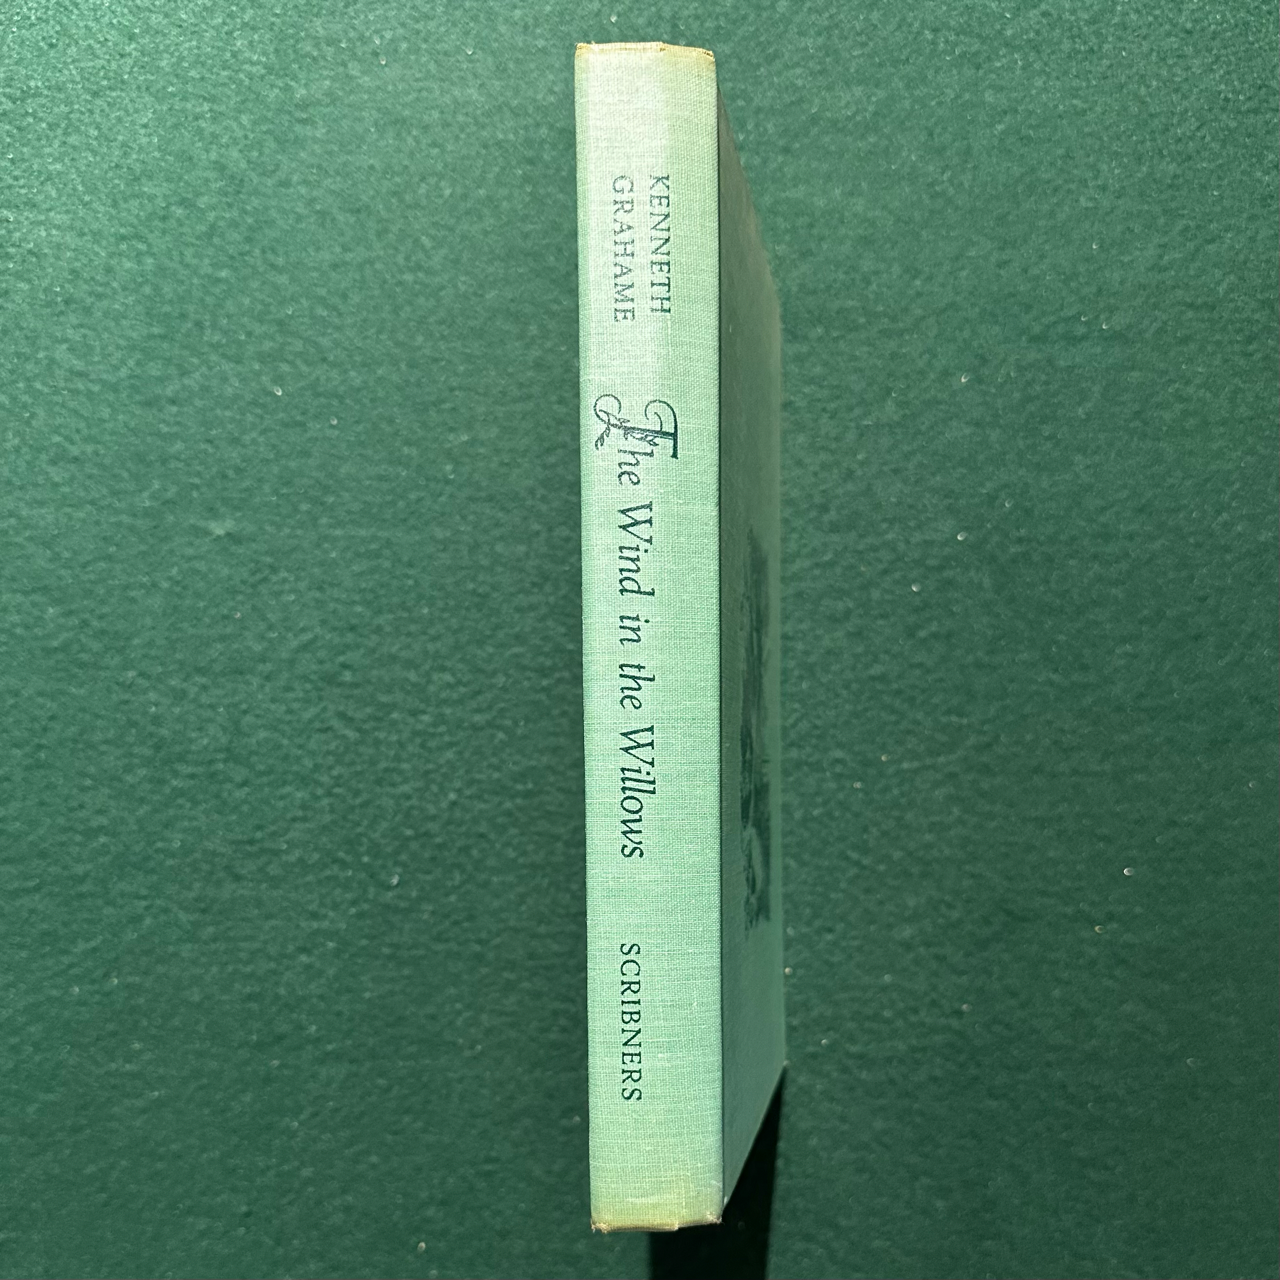 KENNETH
GRAHAME
The Wind in the Willows
SCRIBNERS